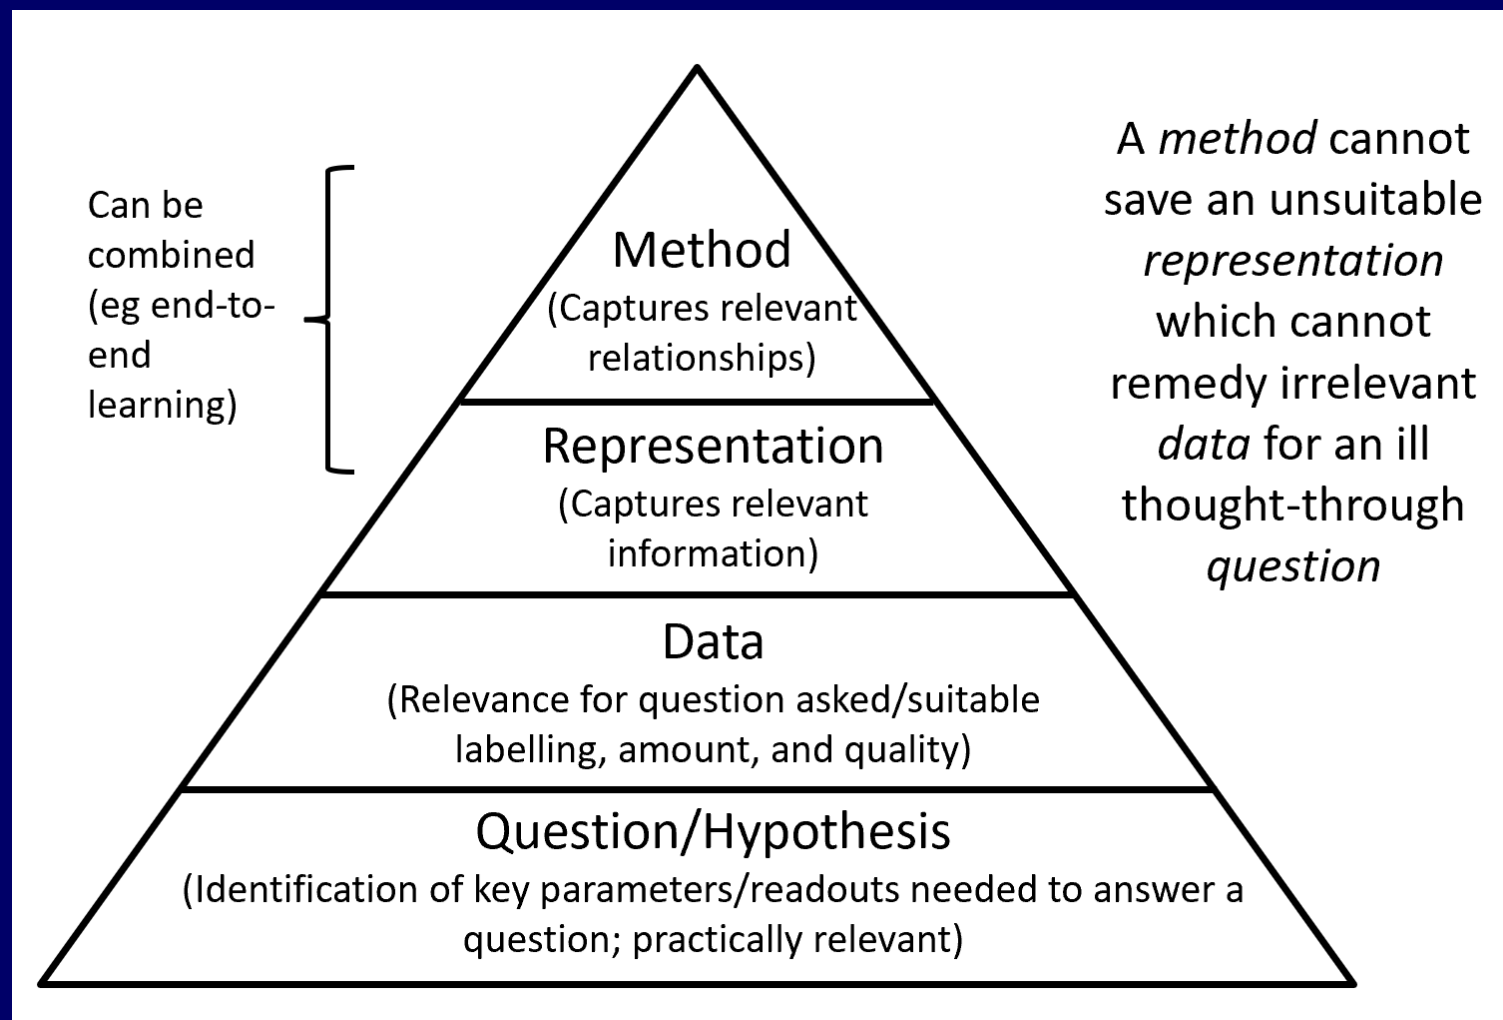 Can be
combined
(eg end-to-
end
learning)
Method
(Captures relevant
relationships)
Representation
(Captures relevant
information)
Data
(Relevance for question asked/suitable
labelling, amount, and quality)
Question/Hypothesis
(Identification of key parameters/readouts needed to answer a
question; practically relevant)
A method cannot
save an unsuitable
representation
which cannot
remedy irrelevant
data for an ill
thought-through
question